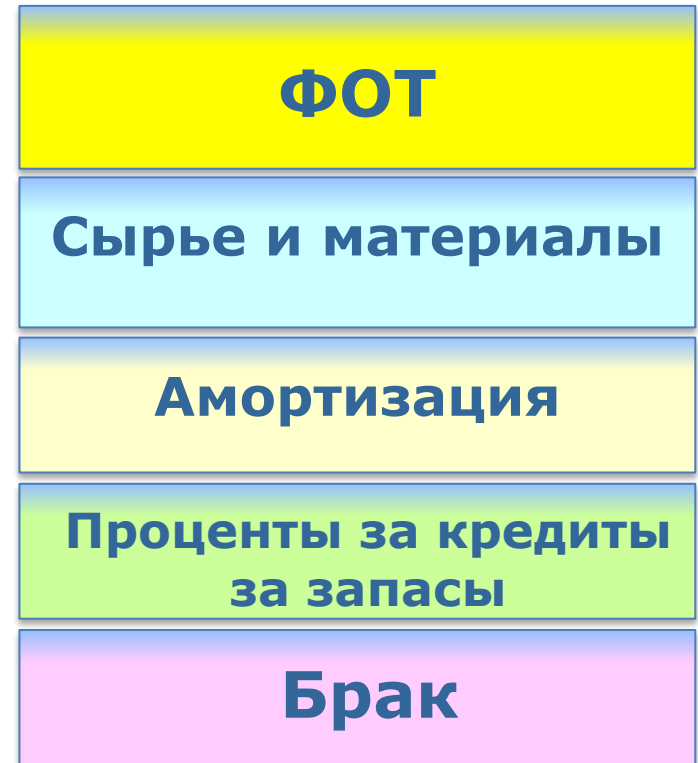 ФОТ
Сырье и материалы
Амортизация
Проценты за кредиты
за запасы
Брак